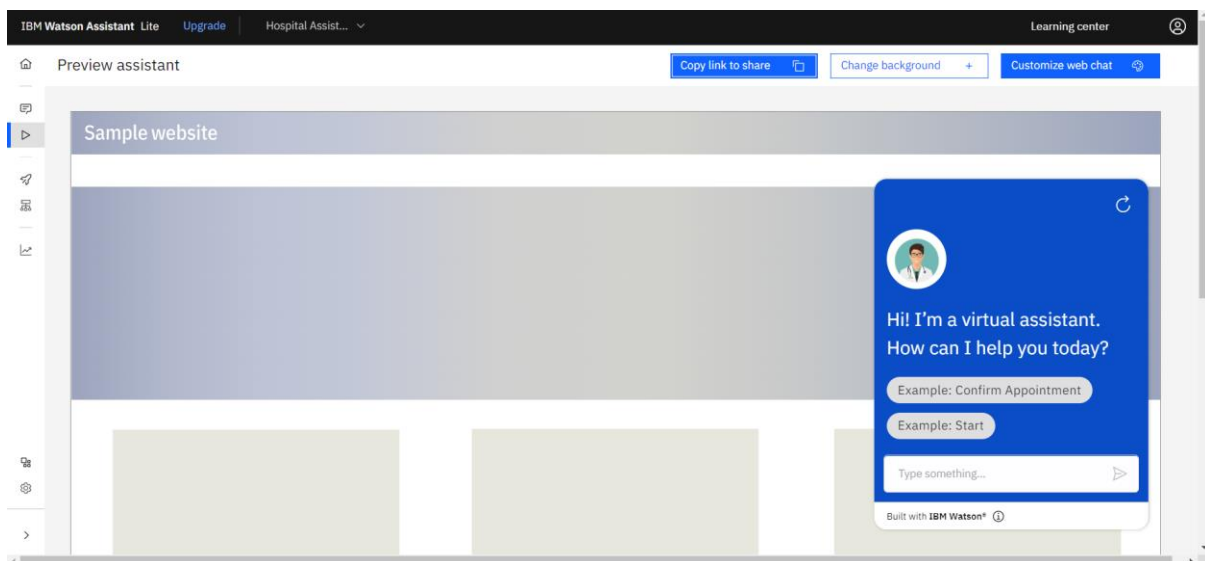 IBM Watson Assistant Lite Upgrade Hospital Assist... Learning center
Preview assistant Copy link to share Change background + Customize web chat
Sample website
Hi! I'm a virtual assistant.
How can I help you today?
Example: Confirm Appointment
Example: Start
Type something...
Built with IBM Watson®